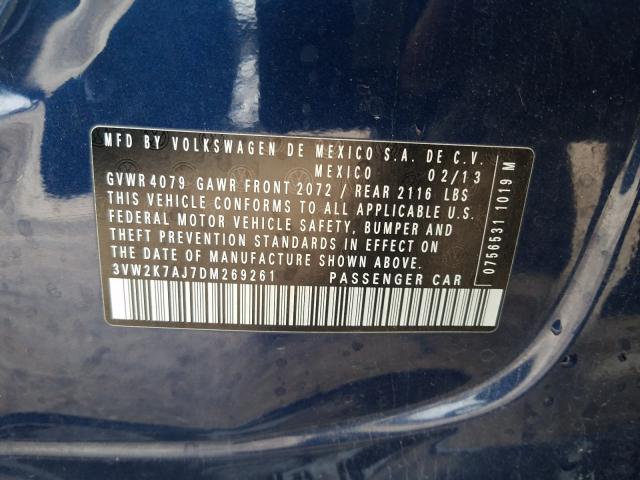 MFD BY VOLKSWAGEN DE MEXICO S.A. DE C.V.
MEXICO 02/13
GVWR 4079 GAWR FRONT 2072 / REAR 2116 LBS
THIS VEHICLE CONFORMS TO ALL APPLICABLE U.S.
FEDERAL MOTOR VEHICLE SAFETY, BUMPER AND
THEFT PREVENTION STANDARDS IN EFFECT ON
THE DATE OF MANUFACTURE SHOWN ABOVE
3VW2K7AJ7DM269261 PASSENGER CAR
0756531 1019 M